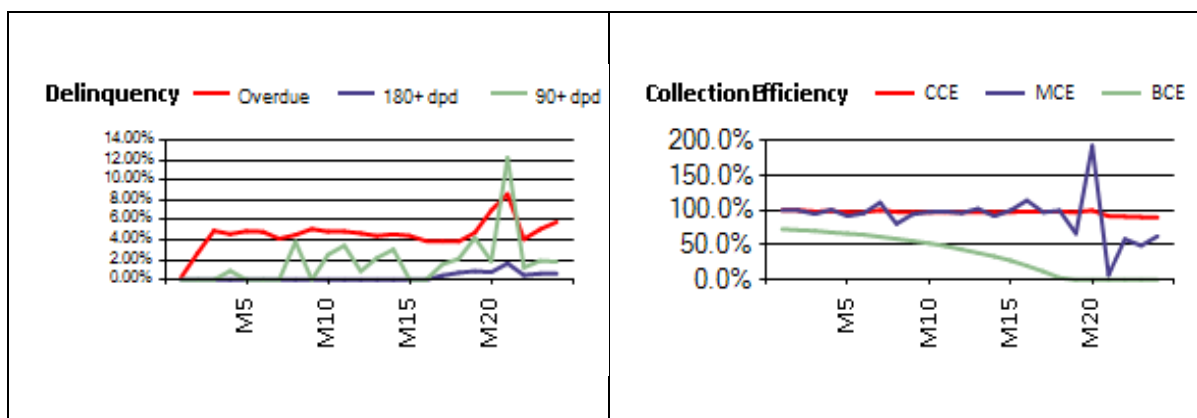 Delinquency Overdue 180+ dpd 90+ dpd
14.00%
12.00%
10.00%
8.00%
6.00%
4.00%
2.00%
0.00%
M5
M10
M15
M20
CollectionEfficiency CCE MCE BCE
200.0%
150.0%
100.0%
50.0%
0.0%
M5
M10
M15
M20